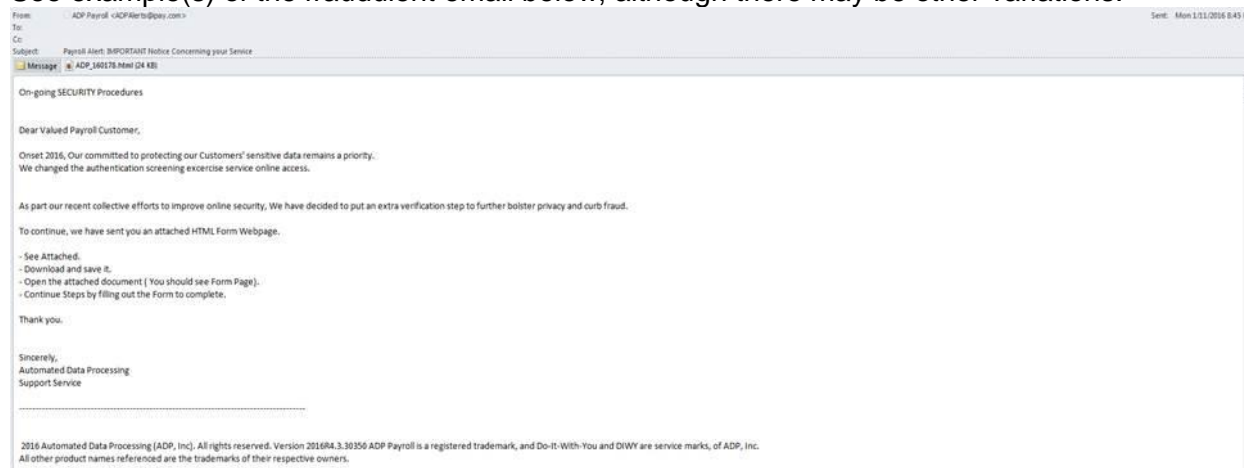 See example(s) of the fraudulent email below, although there may be other variations.
From: ADP Payroll <ADPAlerts@pay.com> Sent: Mon 1/11/2016 8:45
To:
Cc:
Subject: Payroll Alert: IMPORTANT Notice Concerning your Service
Message ADP_160178.html (24 KB)
On-going SECURITY Procedures
Dear Valued Payroll Customer,
Onset 2016, Our committed to protecting our Customers' sensitive data remains a priority.
We changed the authentication screening excercise service online access.
As part our recent collective efforts to improve online security, We have decided to put an extra verification step to further bolster privacy and curb fraud.
To continue, we have sent you an attached HTML Form Webpage.
- See Attached.
- Download and save it.
- Open the attached document ( You should see Form Page).
- Continue Steps by filling out the Form to complete.
Thank you.
Sincerely,
Automated Data Processing
Support Service
--------------------------------------------------------------------------------------------
2016 Automated Data Processing (ADP, Inc). All rights reserved. Version 2016R4.3.30350 ADP Payroll is a registered trademark, and Do-It-With-You and DIWY are service marks, of ADP, Inc.
All other product names referenced are the trademarks of their respective owners.